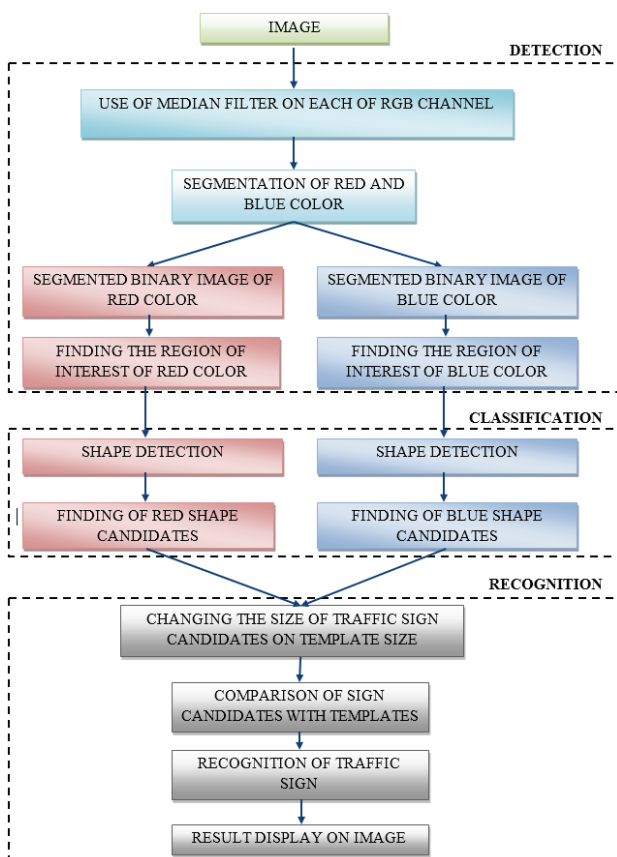 IMAGE
DETECTION
USE OF MEDIAN FILTER ON EACH OF RGB CHANNEL
SEGMENTATION OF RED AND
BLUE COLOR
SEGMENTED BINARY IMAGE OF
RED COLOR
SEGMENTED BINARY IMAGE OF
BLUE COLOR
FINDING THE REGION OF
INTEREST OF RED COLOR
FINDING THE REGION OF
INTEREST OF BLUE COLOR
CLASSIFICATION
SHAPE DETECTION
SHAPE DETECTION
FINDING OF RED SHAPE
CANDIDATES
FINDING OF BLUE SHAPE
CANDIDATES
RECOGNITION
CHANGING THE SIZE OF TRAFFIC SIGN
CANDIDATES ON TEMPLATE SIZE
COMPARISON OF SIGN
CANDIDATES WITH TEMPLATES
RECOGNITION OF TRAFFIC
SIGN
RESULT DISPLAY ON IMAGE